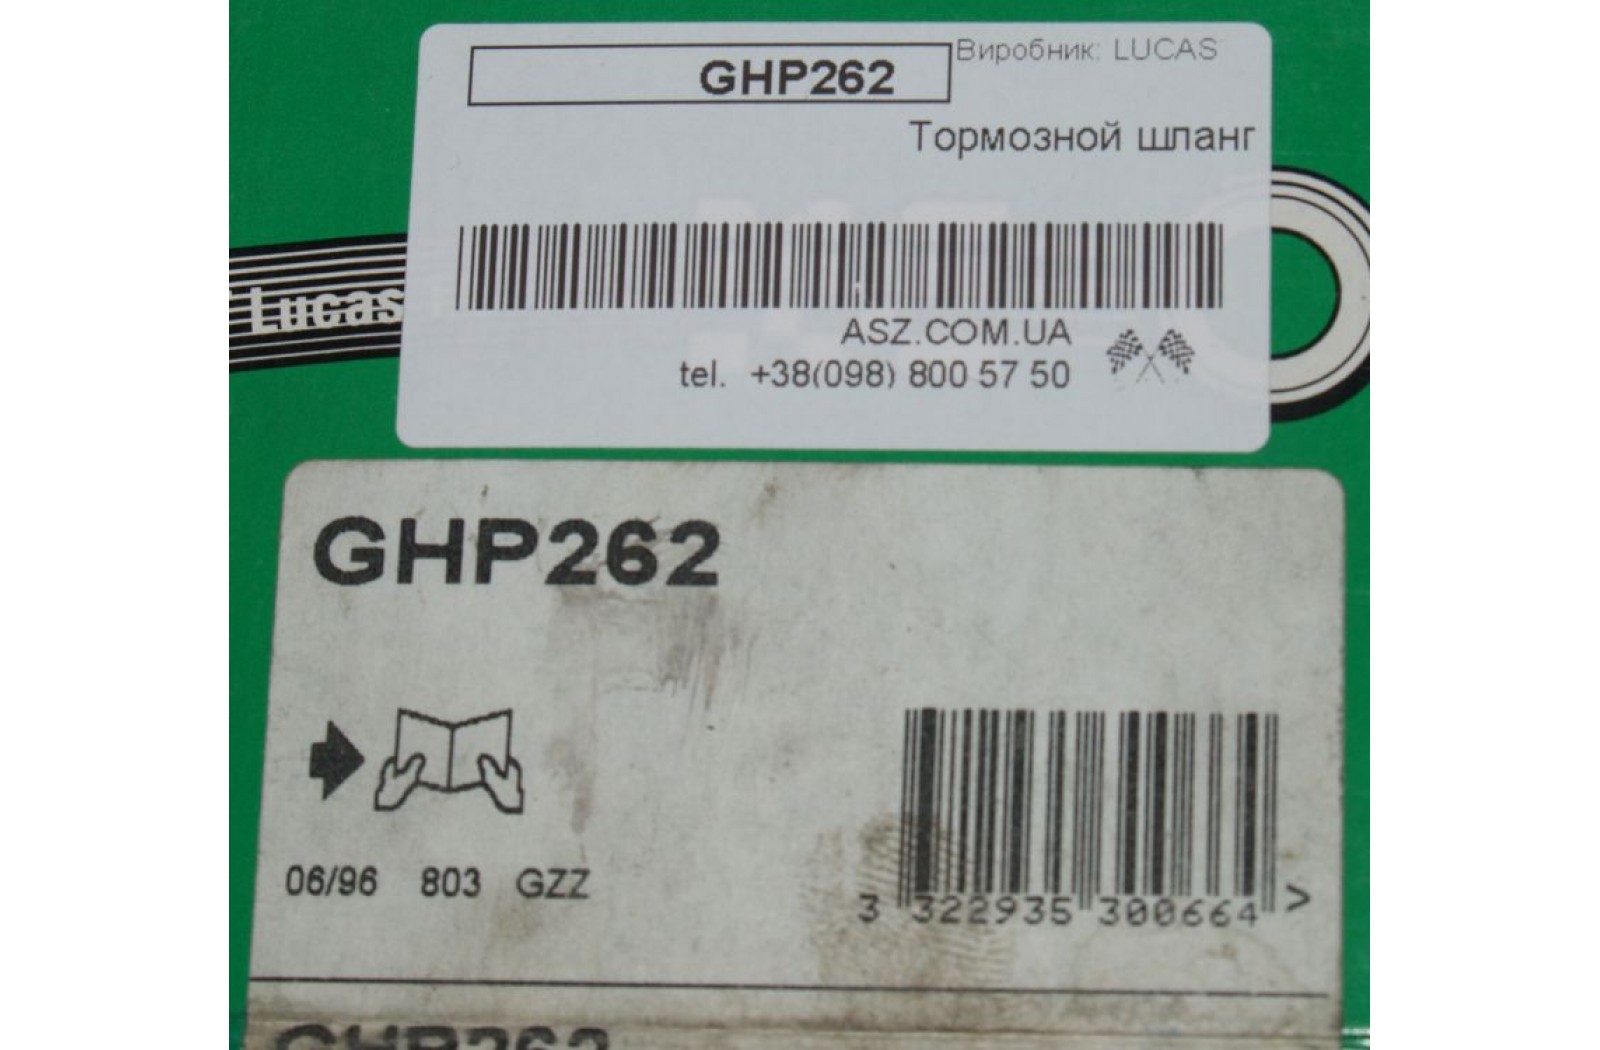 GHP262
Виробник: LUCAS
Тормозной шланг
Lucas
ASZ.COM.UA
tel. +38(098) 800 57 50
GHP262
06/96 803 GZZ
3 322935 300664 >
GHP262